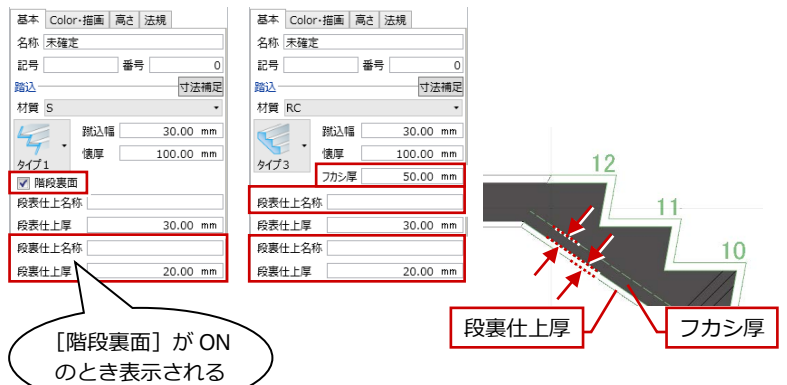 基本 Color・描画 高さ 法規
名称 未確定
記号 番号 0
踏込 寸法補足
材質 S
蹴込幅 30.00 mm
懐厚 100.00 mm
タイプ1
階段裏面
段表仕上名称
段表仕上厚 30.00 mm
段裏仕上名称
段裏仕上厚 20.00 mm
［階段裏面］が ON
のとき表示される
基本 Color・描画 高さ 法規
名称 未確定
記号 番号 0
踏込 寸法補足
材質 RC
蹴込幅 30.00 mm
懐厚 100.00 mm
タイプ3
フカシ厚 50.00 mm
段表仕上名称
段表仕上厚 30.00 mm
段裏仕上名称
段裏仕上厚 20.00 mm
12
11
10
段裏仕上厚
フカシ厚